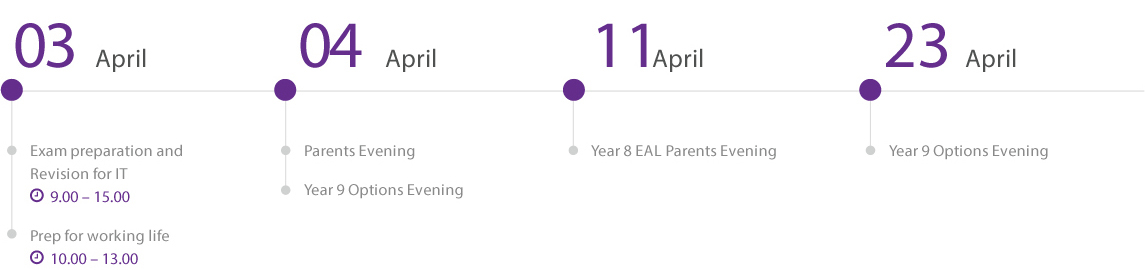 03 April
Exam preparation and
Revision for IT
9.00 – 15.00
Prep for working life
10.00 – 13.00
04 April
Parents Evening
Year 9 Options Evening
11 April
Year 8 EAL Parents Evening
23 April
Year 9 Options Evening